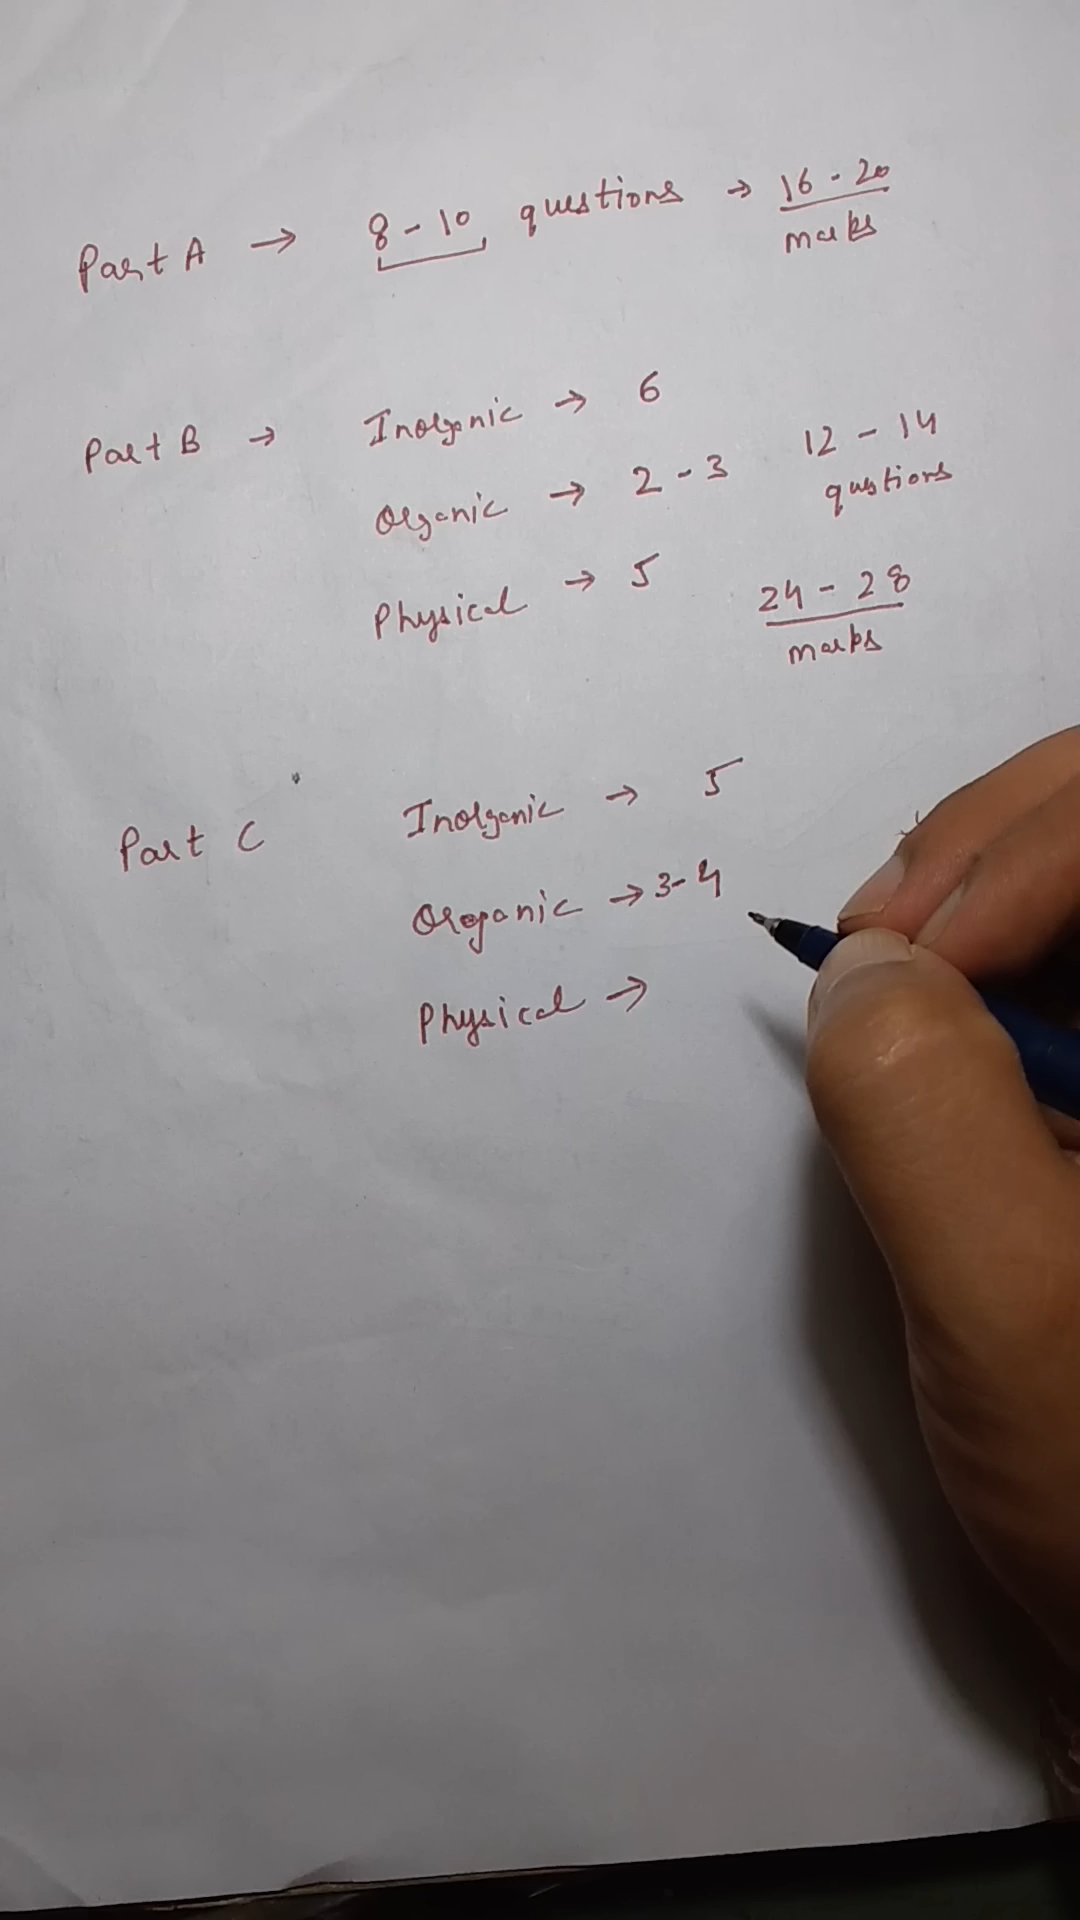 Part A → 8 - 10 questions → 16 - 20
marks
Part B → Inorganic → 6
Organic → 2 - 3
12 - 14
questions
Physical → 5
24 - 28
marks
Part C Inorganic → 5
Organic → 3 - 4
Physical →